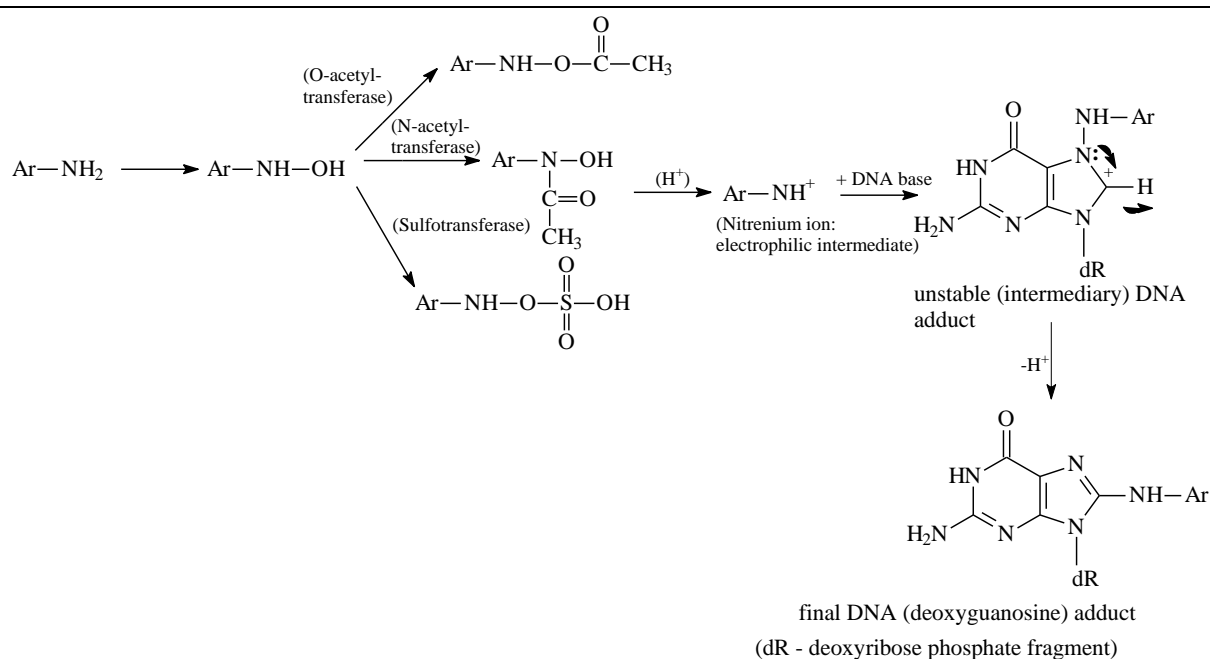 O
Ar—NH—O—C—CH3
(O-acetyl-
transferase)
(N-acetyl-
transferase)
Ar—NH2
Ar—NH—OH
Ar—N—OH
C=O
CH3
(Sulfotransferase)
O
Ar—NH—O—S—OH
O
(H+)
Ar—NH+
(Nitrenium ion:
electrophilic intermediate)
+ DNA base
O
NH—Ar
HN
N:
+
H
H2N
N
N
dR
unstable (intermediary) DNA
adduct
-H+
O
HN
N
NH—Ar
H2N
N
N
dR
final DNA (deoxyguanosine) adduct
(dR - deoxyribose phosphate fragment)